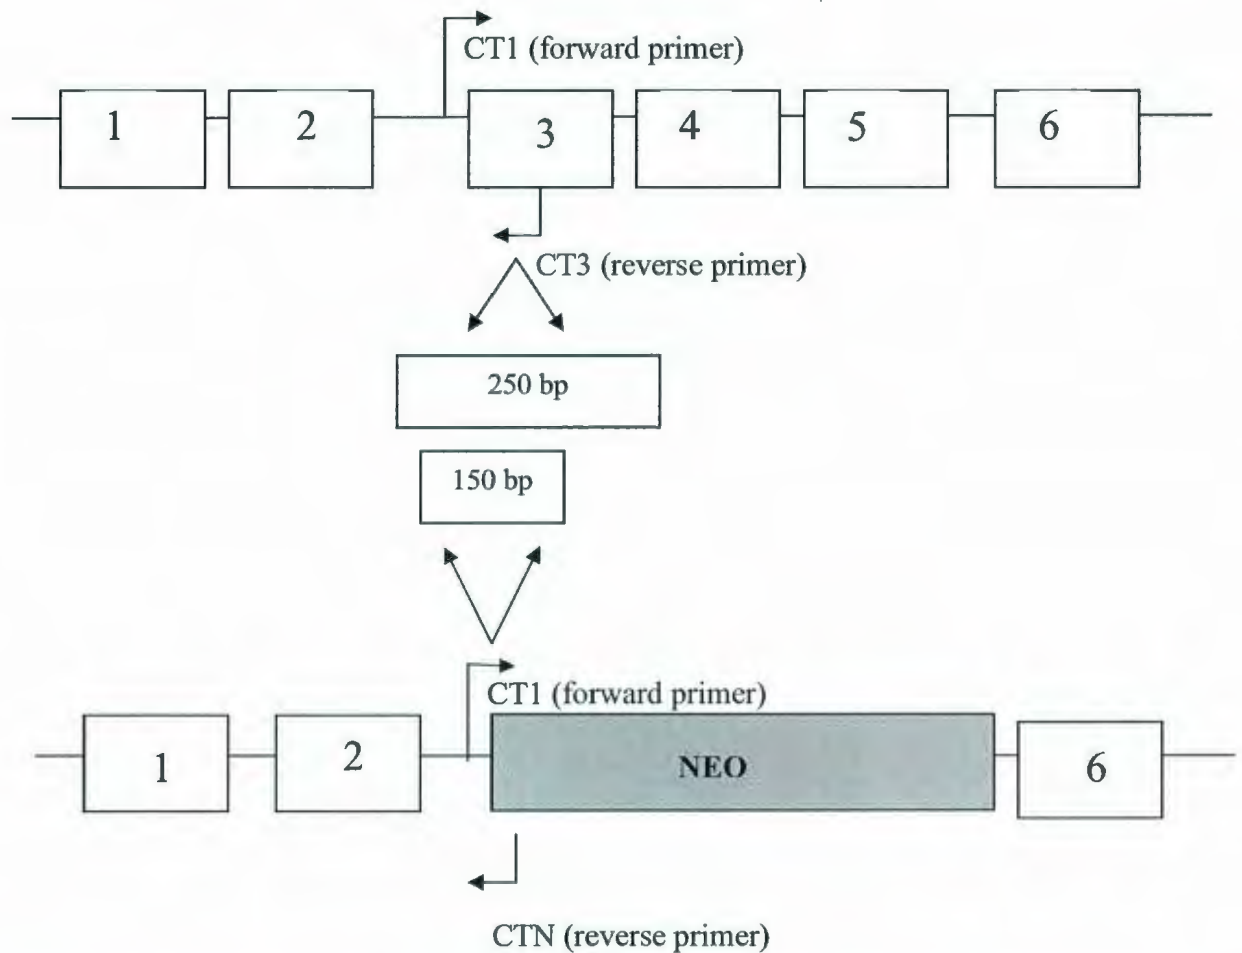 CT1 (forward primer)
1 2 3 4 5 6
CT3 (reverse primer)
250 bp
150 bp
CT1 (forward primer)
1 2 NEO 6
CTN (reverse primer)